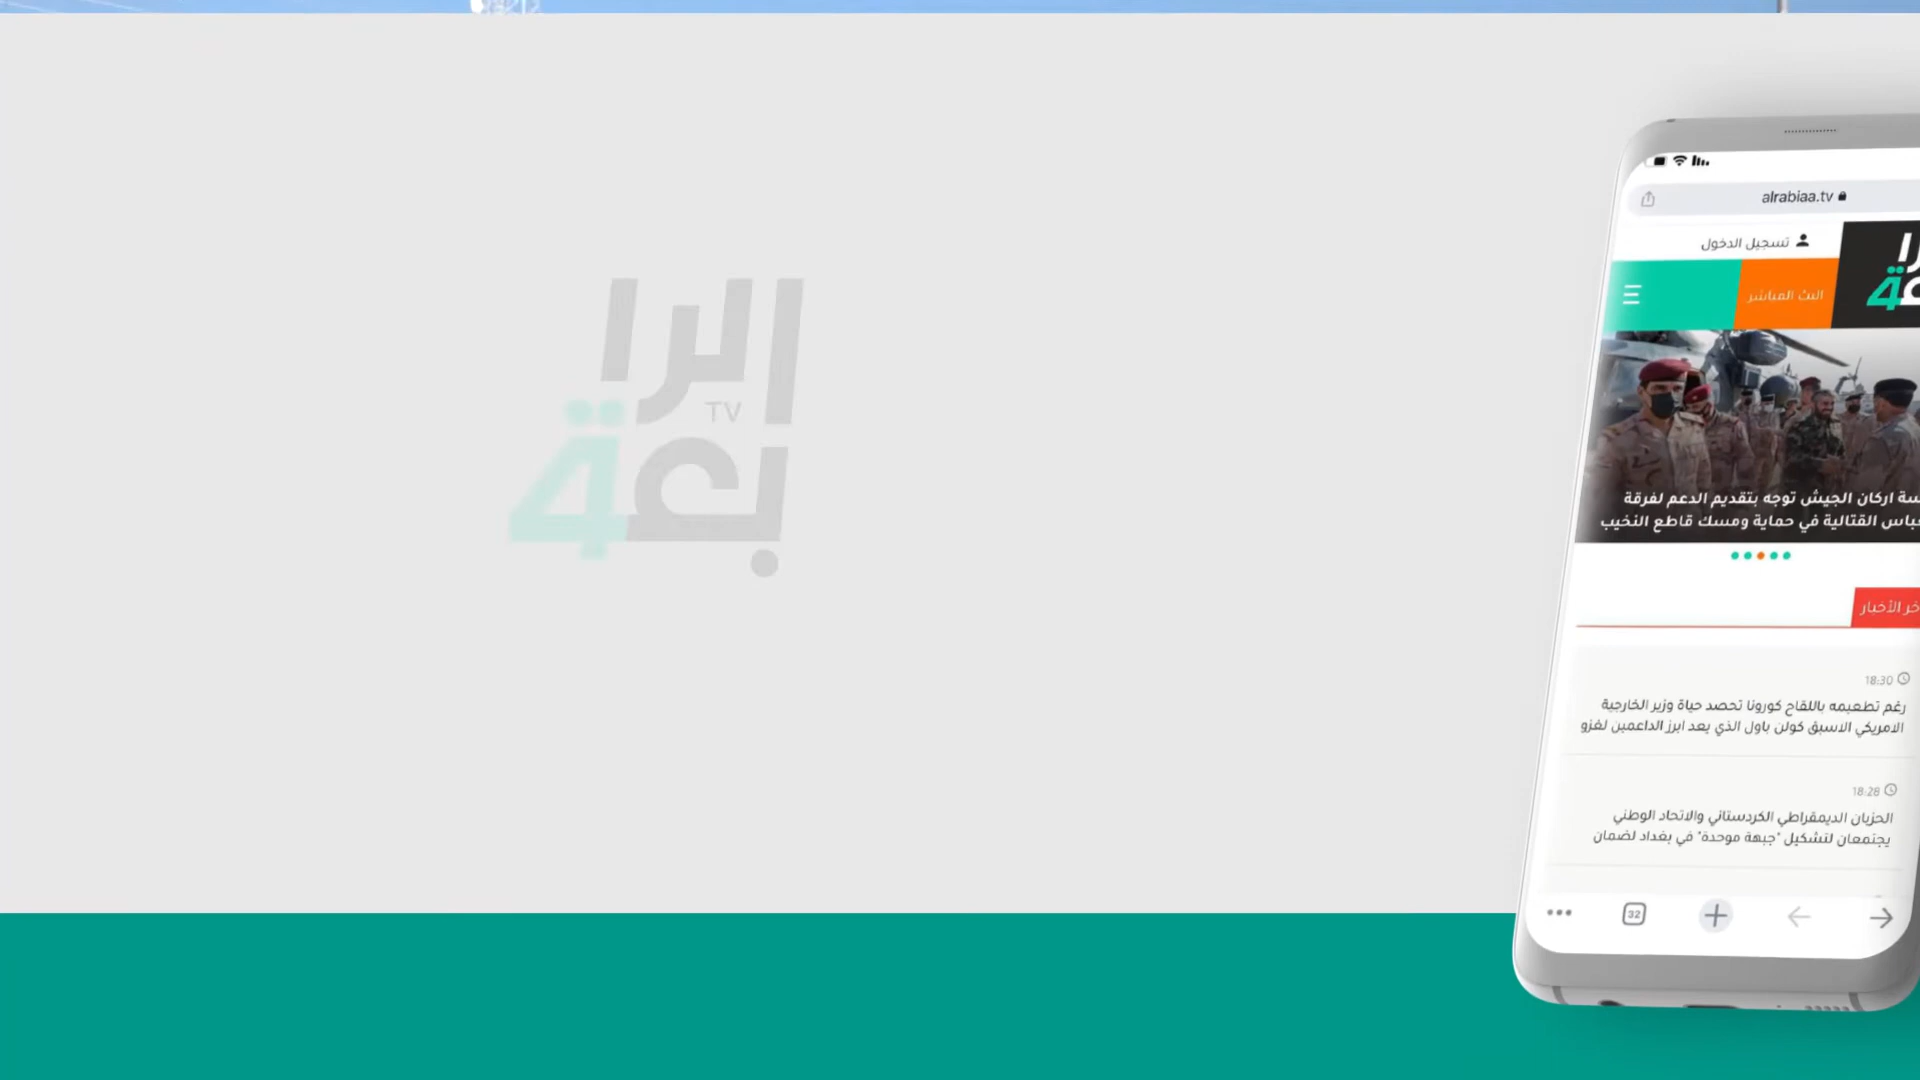 الرا
TV
بعة
alrabiaa.tv
تسجيل الدخول
البث المباشر
اركان الجيش توجه بتقديم الدعم لفرقة
القتالية في حماية ومسك قاطع النخيب
الأخبار
18:30
رغم تطعيمه باللقاح كورونا تحصد حياة وزير الخارجية
الامريكي الاسبق كولن باول الذي يعد ابرز الداعمين لغزو
18:28
الحزبان الديمقراطي الكردستاني والاتحاد الوطني
يجتمعان لتشكيل "جبهة موحدة" في بغداد لضمان
32